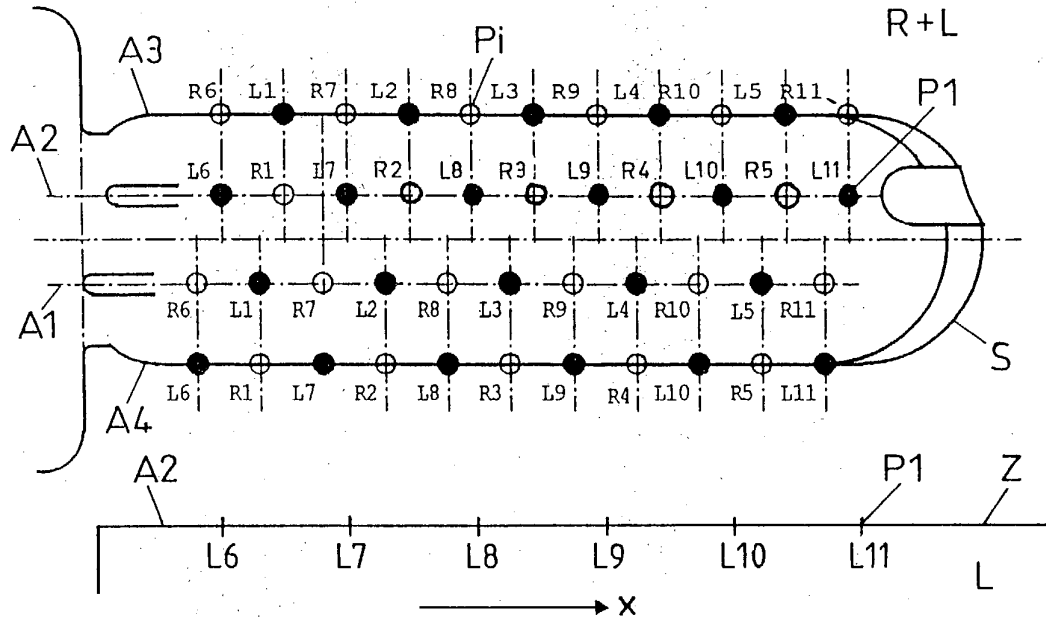 R+L
A3
Pi
R6 L1 R7 L2 R8 L3 R9 L4 R10 L5 R11
P1
A2
L6 R1 L7 R2 L8 R3 L9 R4 L10 R5 L11
A1
R6 L1 R7 L2 R8 L3 R9 L4 R10 L5 R11
S
L6 R1 L7 R2 L8 R3 L9 R4 L10 R5 L11
A4
A2 P1 Z
L6 L7 L8 L9 L10 L11
L
x